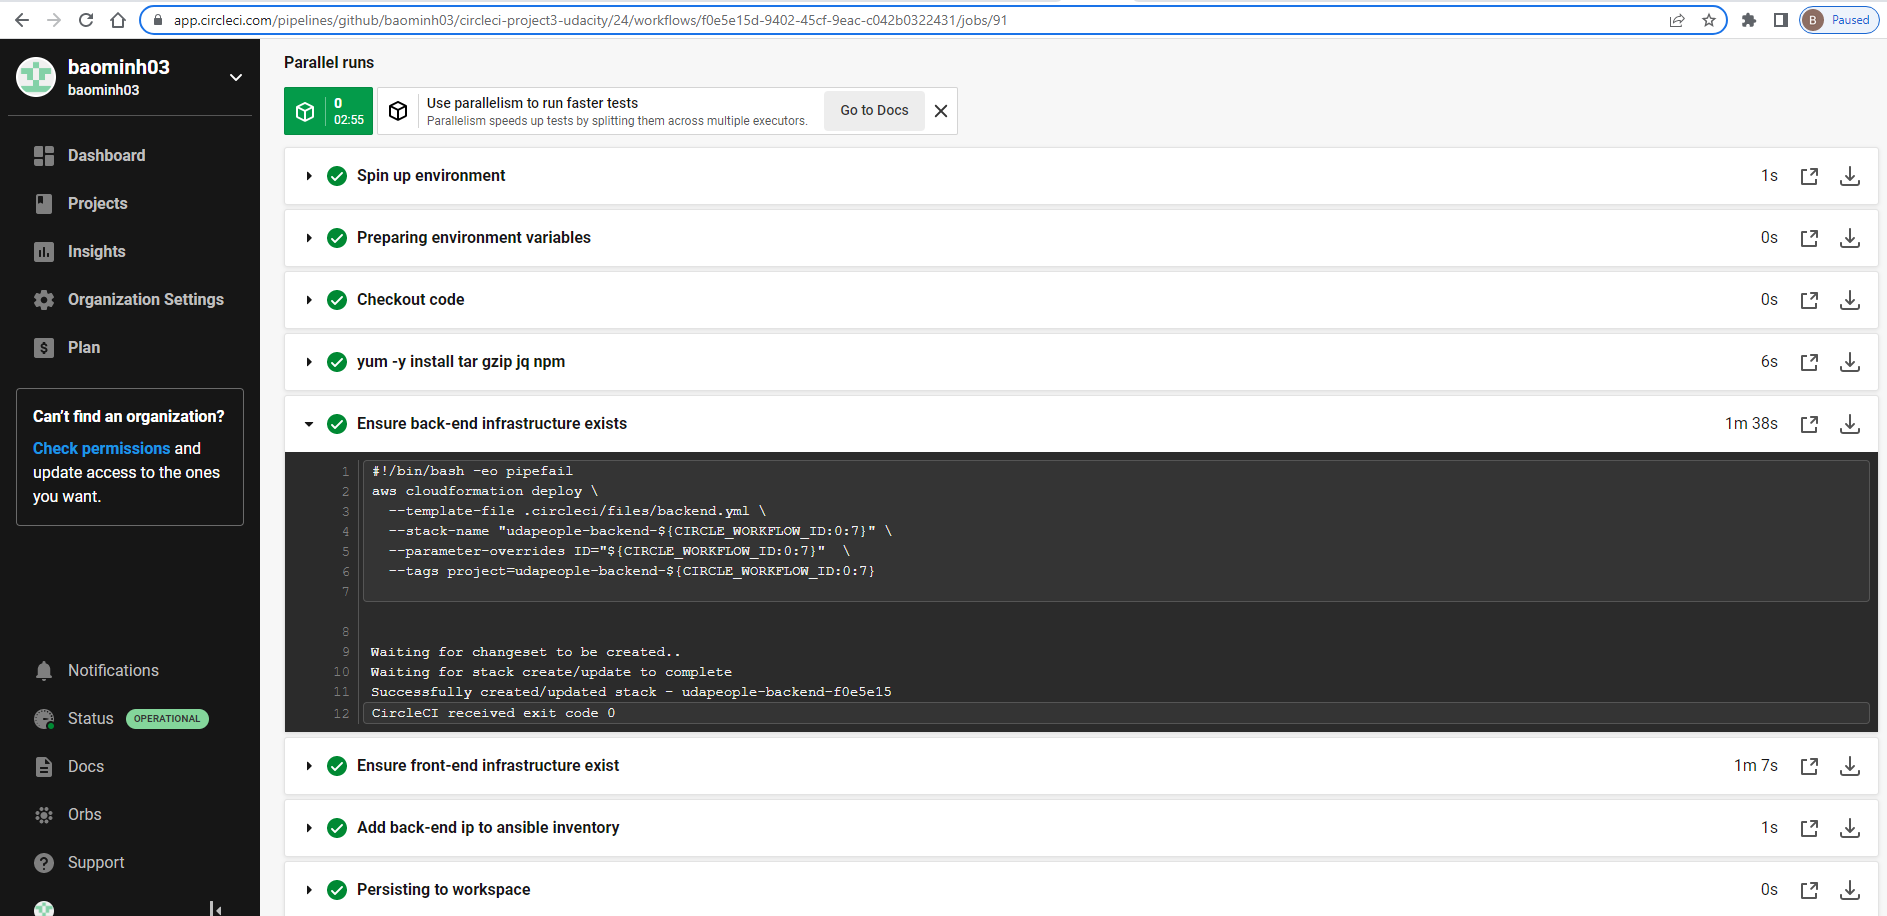 app.circleci.com/pipelines/github/baominh03/circleci-project3-udacity/24/workflows/f0e5e15d-9402-45cf-9eac-c042b0322431/jobs/91
B Paused
baominh03
baominh03
Dashboard
Projects
Insights
Organization Settings
$ Plan
Can't find an organization?
Check permissions and
update access to the ones
you want.
Notifications
Status OPERATIONAL
Docs
Orbs
? Support
Parallel runs
0
02:55
Use parallelism to run faster tests
Parallelism speeds up tests by splitting them across multiple executors.
Go to Docs
Spin up environment 1s
Preparing environment variables 0s
Checkout code 0s
yum -y install tar gzip jq npm 6s
Ensure back-end infrastructure exists 1m 38s
1 #!/bin/bash -eo pipefail
2 aws cloudformation deploy \
3 --template-file .circleci/files/backend.yml \
4 --stack-name "udapeople-backend-${CIRCLE_WORKFLOW_ID:0:7}" \
5 --parameter-overrides ID="${CIRCLE_WORKFLOW_ID:0:7}"  \
6 --tags project=udapeople-backend-${CIRCLE_WORKFLOW_ID:0:7}
7
8
9 Waiting for changeset to be created..
10 Waiting for stack create/update to complete
11 Successfully created/updated stack - udapeople-backend-f0e5e15
12 CircleCI received exit code 0
Ensure front-end infrastructure exist 1m 7s
Add back-end ip to ansible inventory 1s
Persisting to workspace 0s